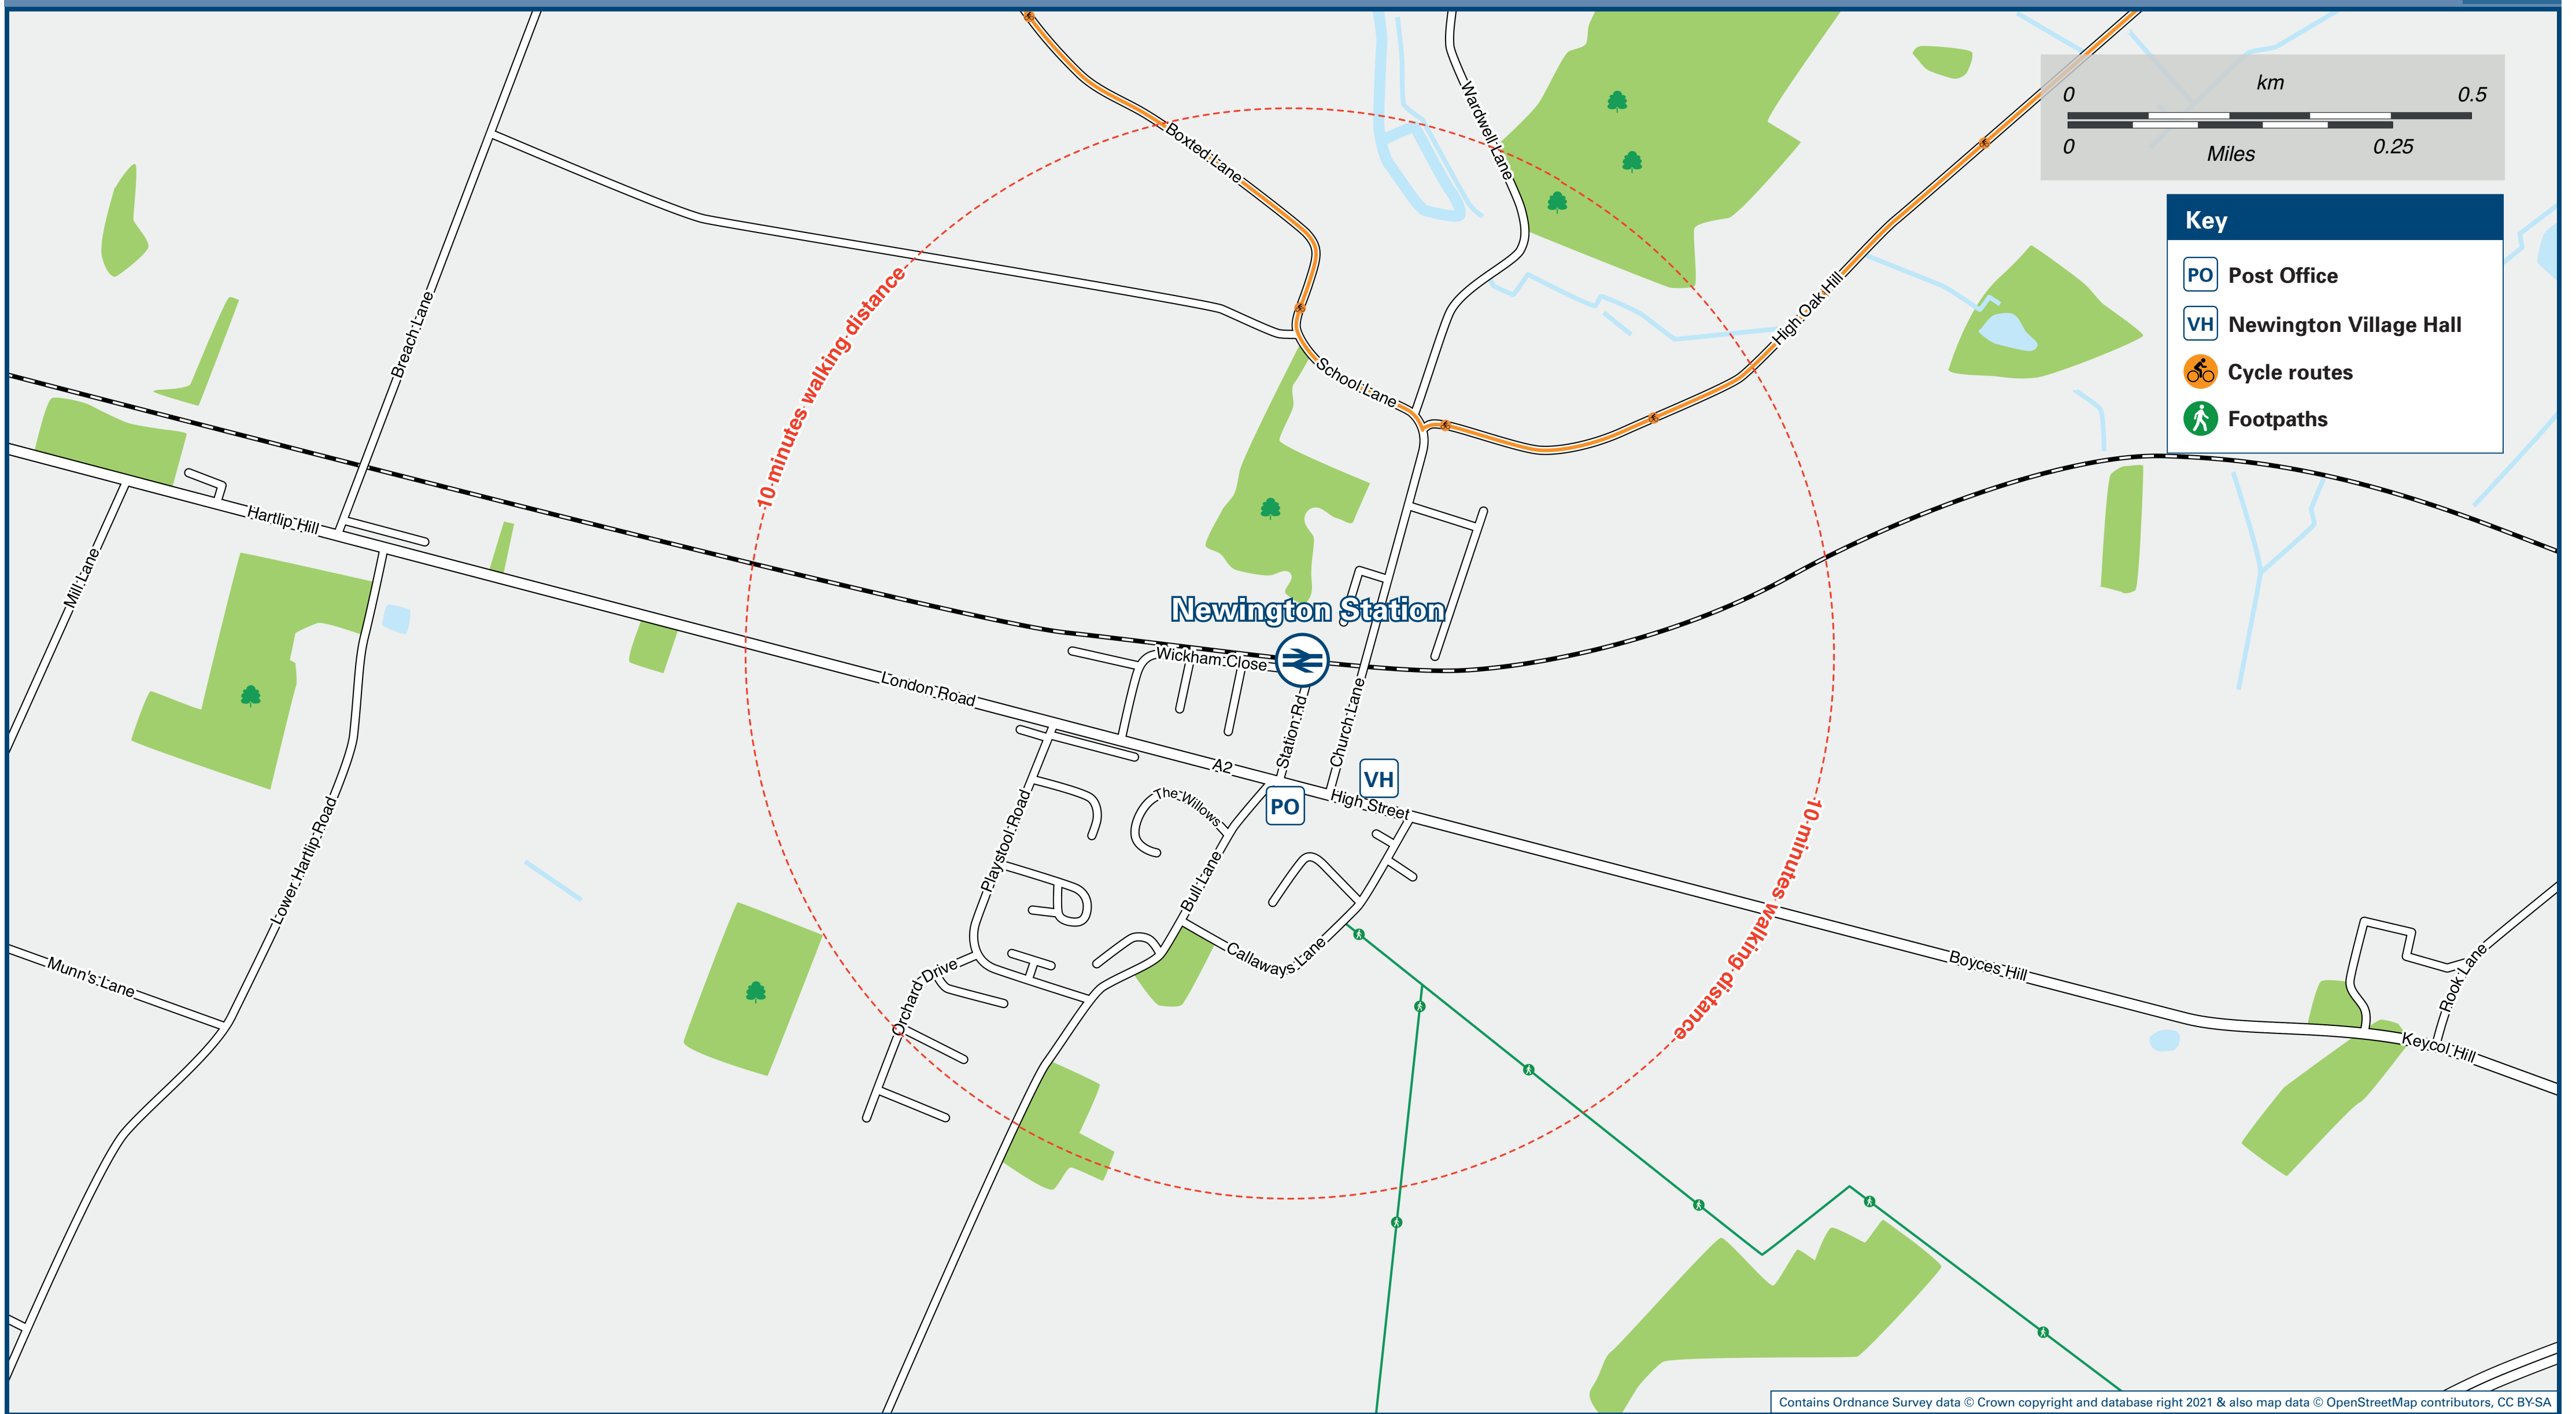 km
0
0.5
0
Miles
0.25
Key
PO Post Office
VH Newington Village Hall
Cycle routes
Footpaths
Boxted Lane
Wardwell Lane
High Oak Hill
School Lane
Breach Lane
10 minutes walking distance
Hartlip Hill
Mill Lane
Newington Station
Wickham Close
London Road
Station Rd
Church Lane
A2
VH
PO
High Street
The Willows
Playstool Road
Bull Lane
Callaways Lane
Orchard Drive
Lower Hartlip Road
Munn's Lane
10 minutes walking distance
Boyces Hill
Rook Lane
Keycol Hill
Contains Ordnance Survey data © Crown copyright and database right 2021 & also map data © OpenStreetMap contributors, CC BY-SA